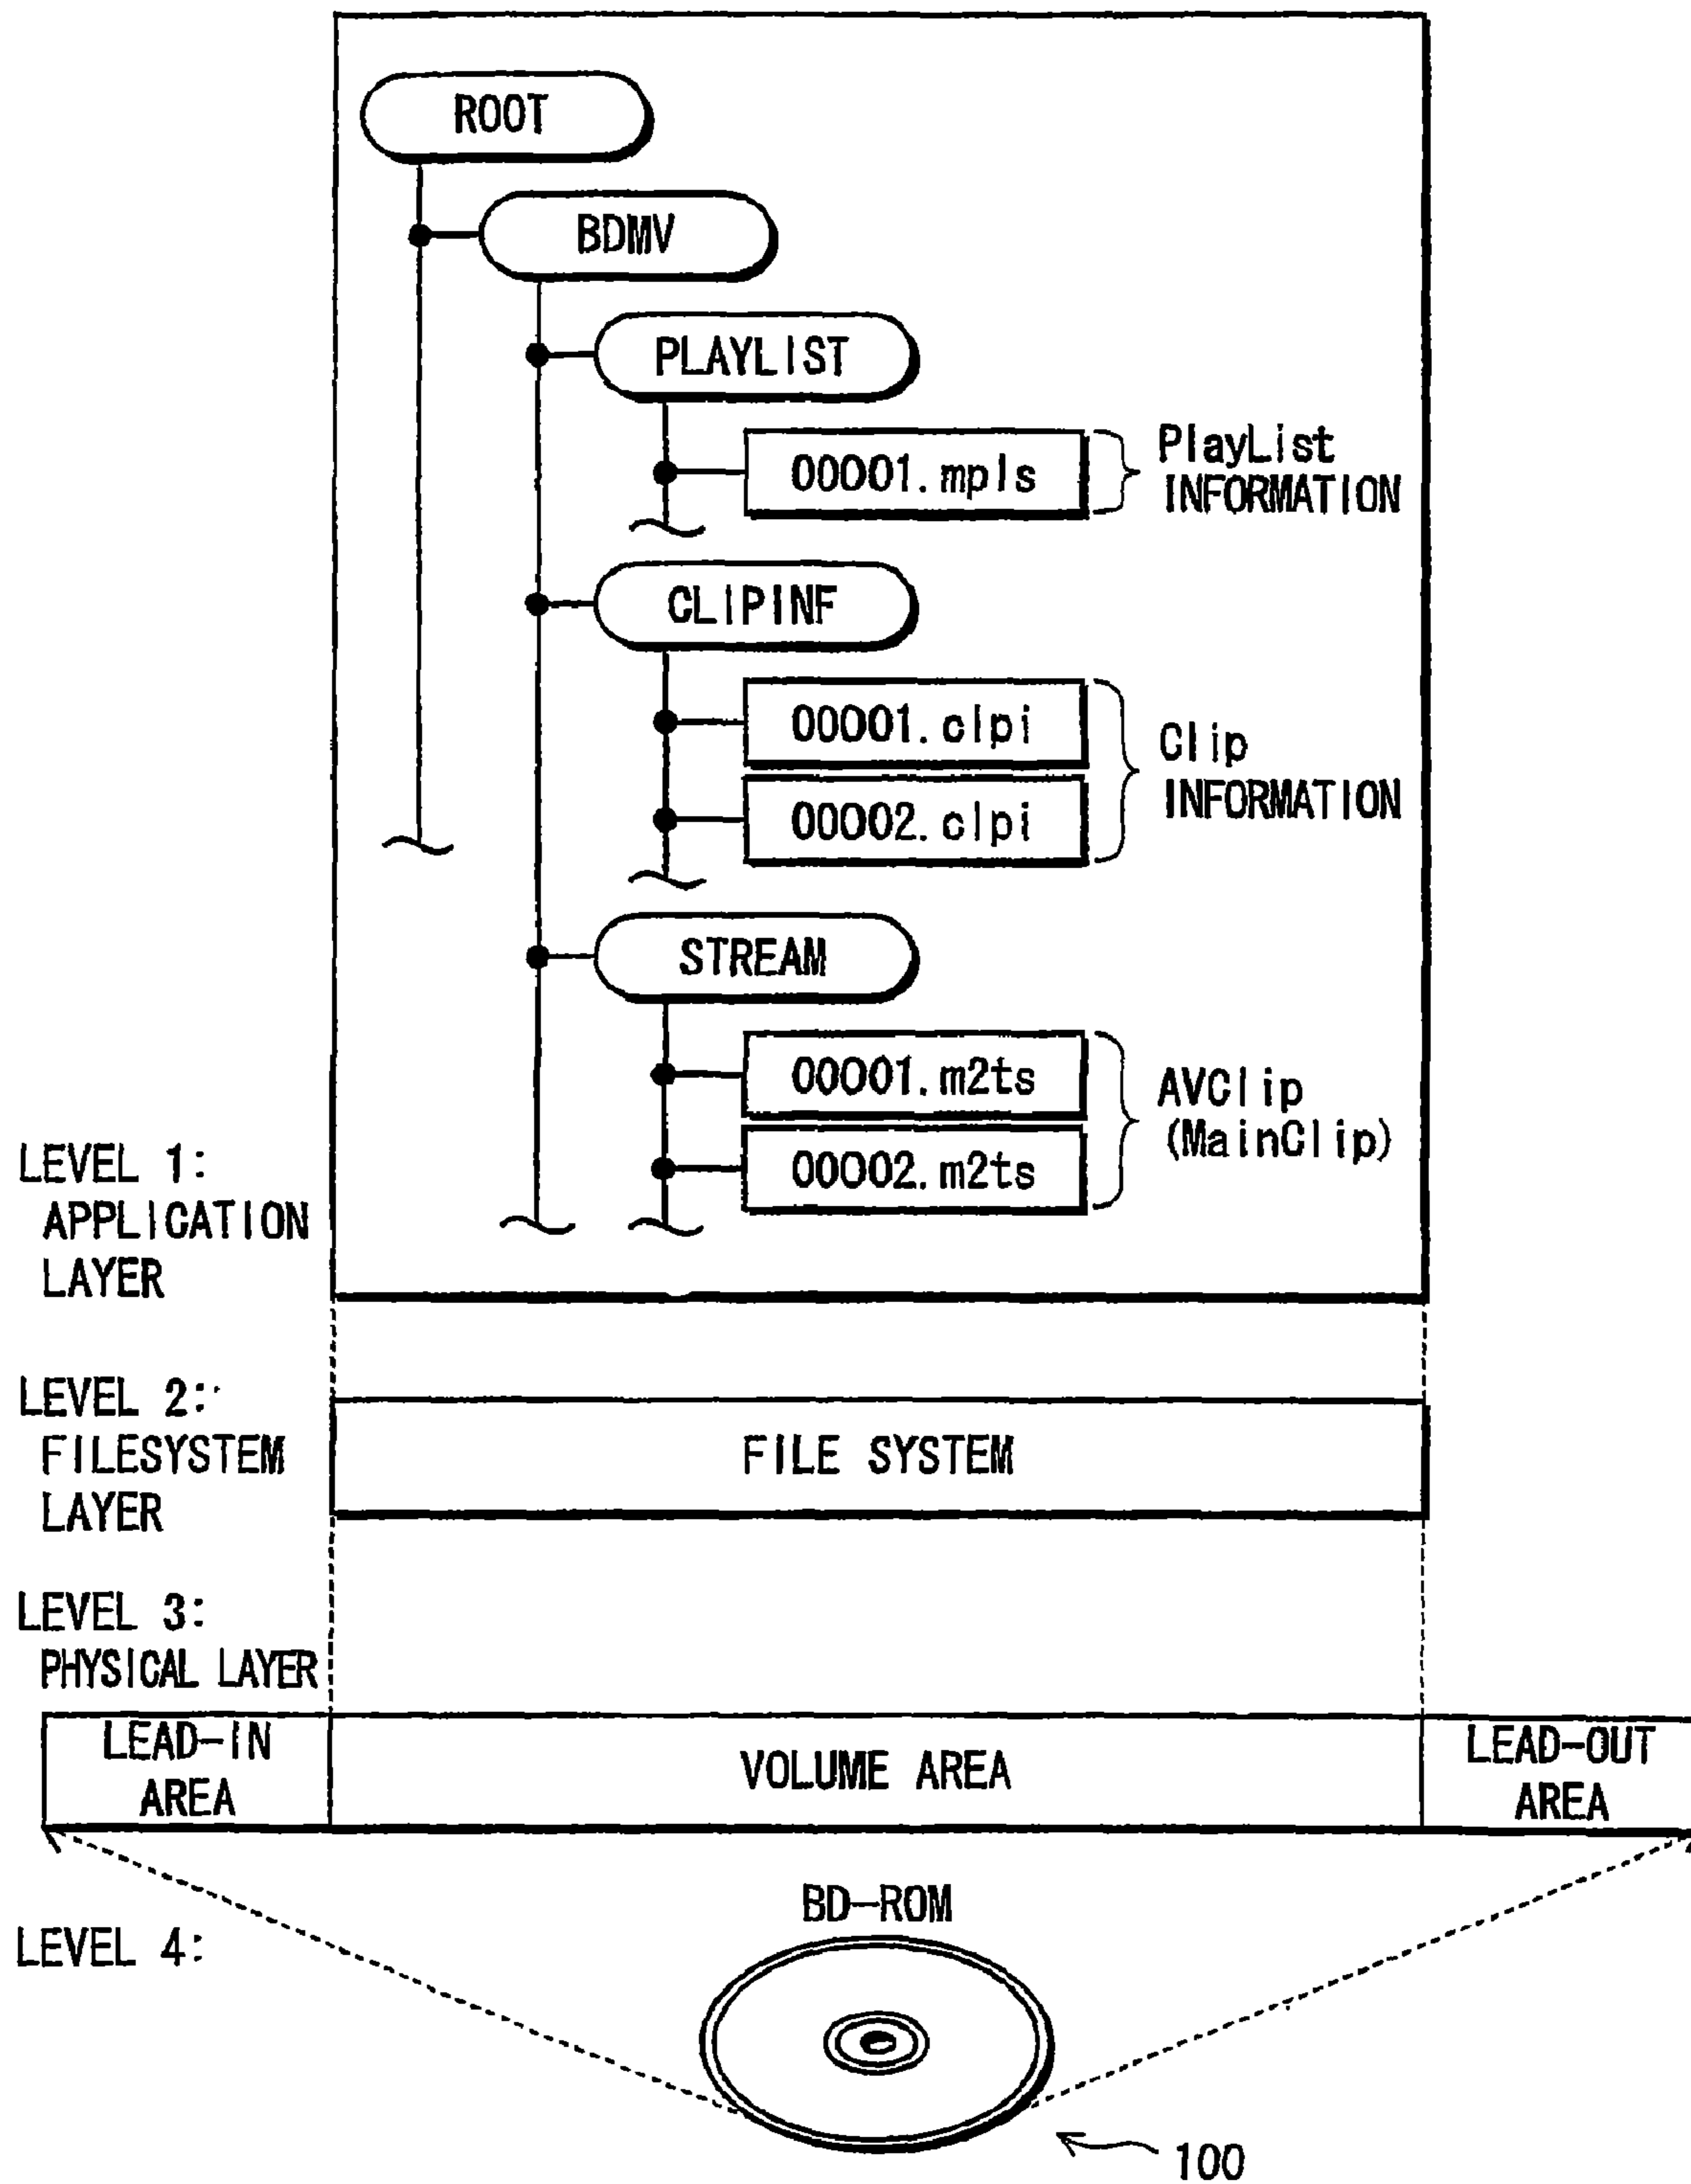 ROOT
BDMV
PLAYLIST
00001.mpls
PlayList
INFORMATION
CLIPINF
00001.clpi
00002.clpi
Clip
INFORMATION
STREAM
00001.m2ts
00002.m2ts
AVClip
(MainClip)
LEVEL 1:
APPLICATION
LAYER
LEVEL 2:
FILESYSTEM
LAYER
FILE SYSTEM
LEVEL 3:
PHYSICAL LAYER
LEAD-IN
AREA
VOLUME AREA
LEAD-OUT
AREA
BD-ROM
LEVEL 4:
100